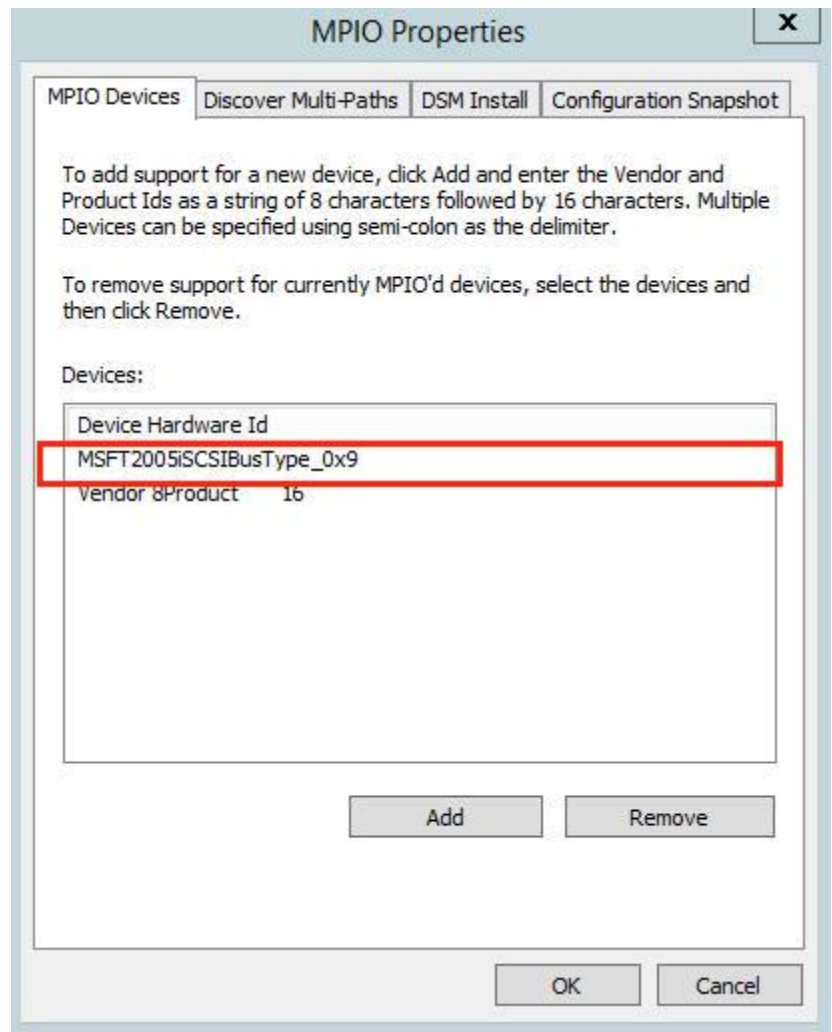 MPIO Properties
x
MPIO Devices
Discover Multi-Paths
DSM Install
Configuration Snapshot
To add support for a new device, click Add and enter the Vendor and
Product Ids as a string of 8 characters followed by 16 characters. Multiple
Devices can be specified using semi-colon as the delimiter.
To remove support for currently MPIO'd devices, select the devices and
then click Remove.
Devices:
Device Hardware Id
MSFT2005iSCSIBusType_0x9
Vendor 8Product 16
Add
Remove
OK
Cancel